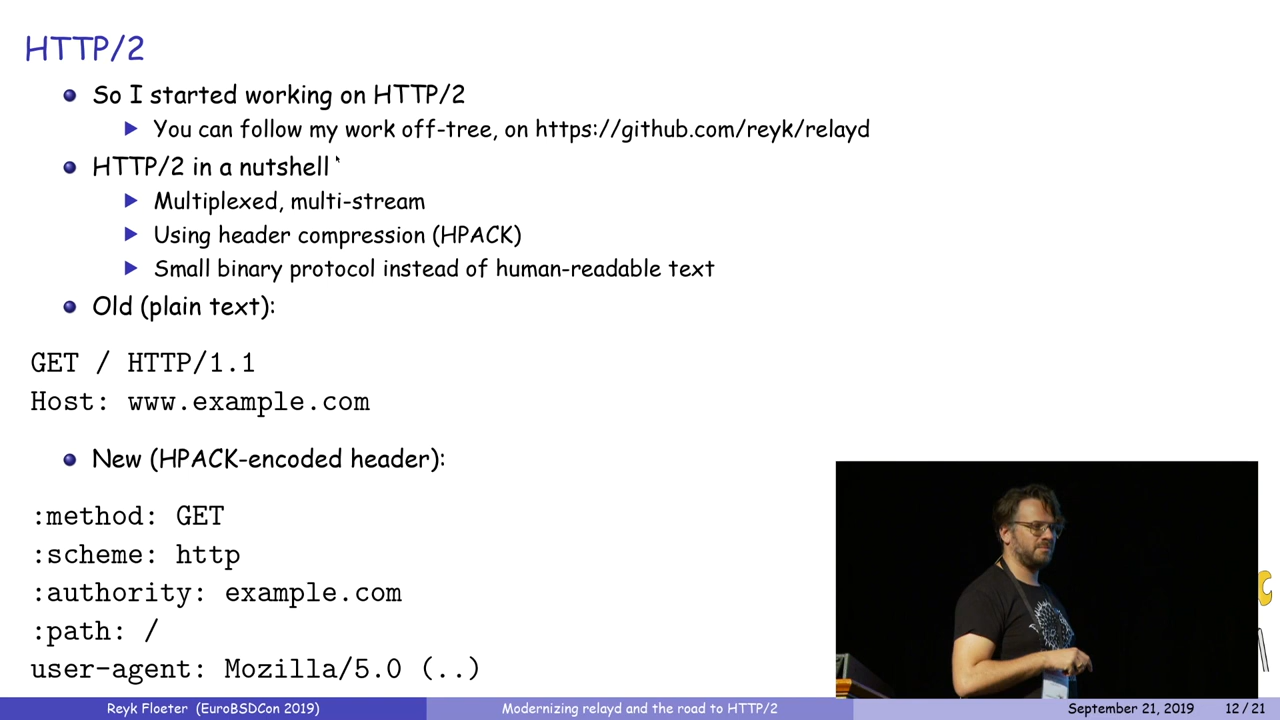 HTTP/2
So I started working on HTTP/2
You can follow my work off-tree, on https://github.com/reyk/relayd
HTTP/2 in a nutshell
Multiplexed, multi-stream
Using header compression (HPACK)
Small binary protocol instead of human-readable text
Old (plain text):
GET / HTTP/1.1
Host: www.example.com
New (HPACK-encoded header):
:method: GET
:scheme: http
:authority: example.com
:path: /
user-agent: Mozilla/5.0 (..)
Reyk Floeter (EuroBSDCon 2019) Modernizing relayd and the road to HTTP/2 September 21, 2019 12 / 21